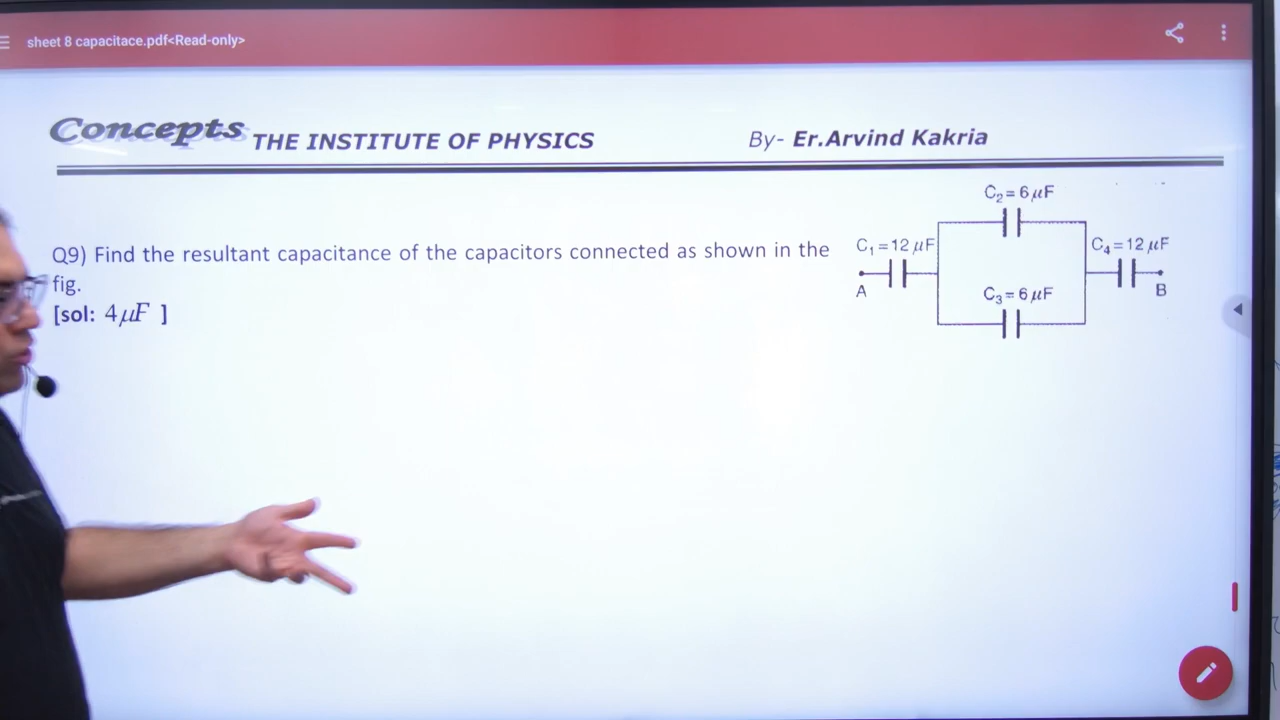 sheet 8 capacitace.pdf<Read-only>
Concepts THE INSTITUTE OF PHYSICS
By- Er.Arvind Kakria
C₂ = 6 μF
Q9) Find the resultant capacitance of the capacitors connected as shown in the
fig.
[sol: 4μF ]
C₁ = 12 μF
C₄ = 12 μF
A
C₃ = 6 μF
B